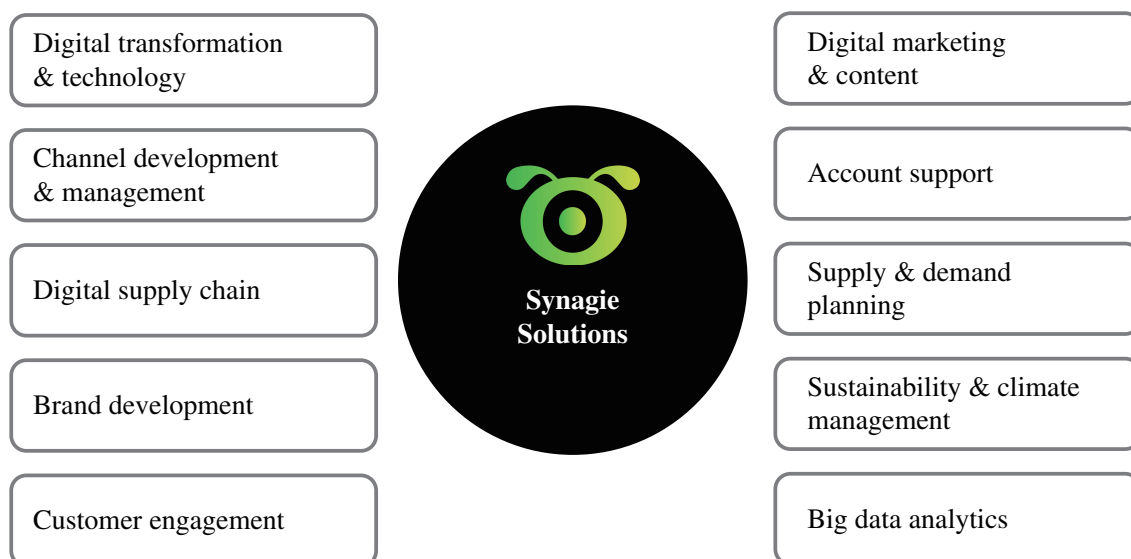 Digital transformation
& technology
Channel development
& management
Digital supply chain
Brand development
Customer engagement
Synagie
Solutions
Digital marketing
& content
Account support
Supply & demand
planning
Sustainability & climate
management
Big data analytics